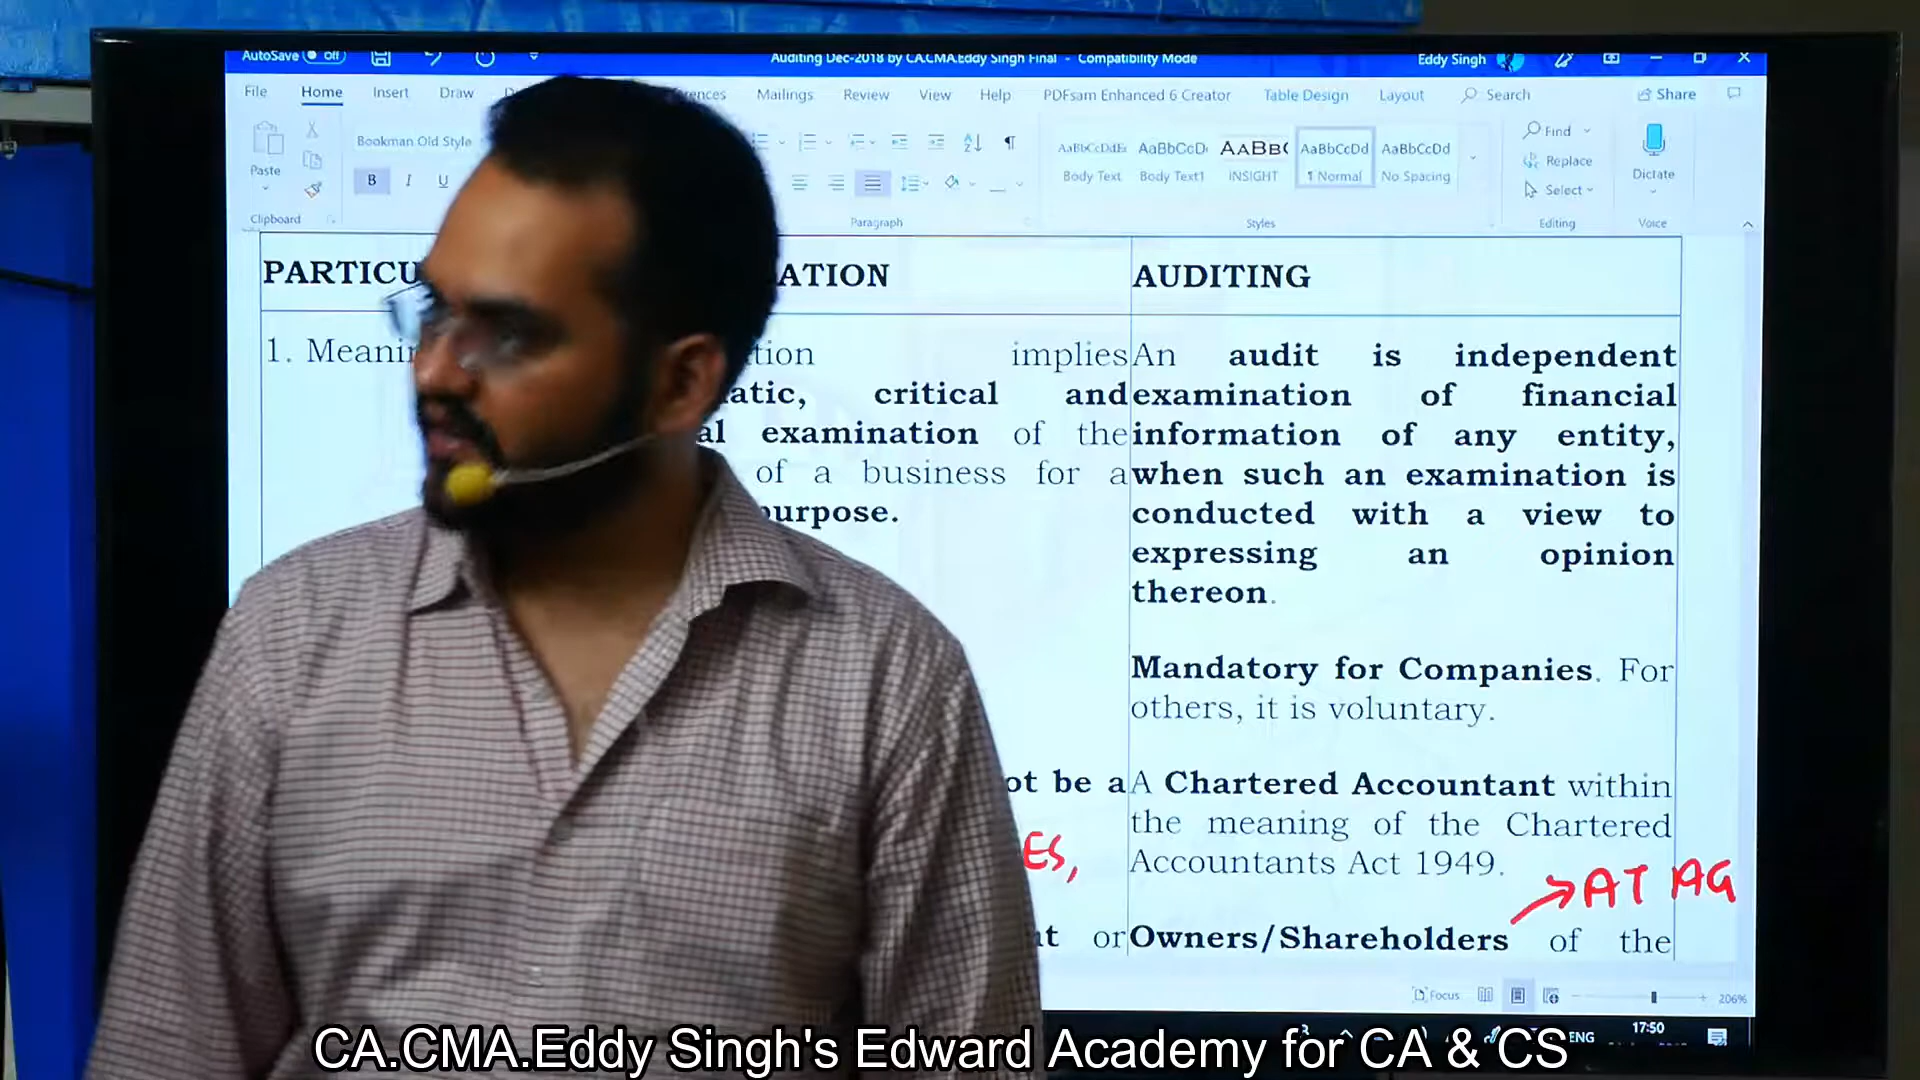 AutoSave Off
Auditing Dec-2018 by CA.CMA.Eddy Singh Final - Compatibility Mode
Eddy Singh
File Home Insert Draw Mailings Review View Help PDFsam Enhanced 6 Creator Table Design Layout Search Share
Paste
Clipboard
Bookman Old Style
B I U
Paragraph
AaBbCcDdEe AaBbCcD AABBC AaBbCcDd AaBbCcDd
Body Text Body Text1 INSIGHT ¶ Normal No Spacing
Styles
Find
Replace
Select
Editing
Dictate
Voice
PARTICU
ATION
AUDITING
1. Meanin
tion implies
atic, critical and
al examination of the
of a business for a
purpose.
ot be a
ES,
nt or
An audit is independent
examination of financial
information of any entity,
when such an examination is
conducted with a view to
expressing an opinion
thereon.
Mandatory for Companies. For
others, it is voluntary.
A Chartered Accountant within
the meaning of the Chartered
Accountants Act 1949.
AT AG
Owners/Shareholders of the
Focus
206%
ENG
17:50
CA.CMA.Eddy Singh's Edward Academy for CA & CS